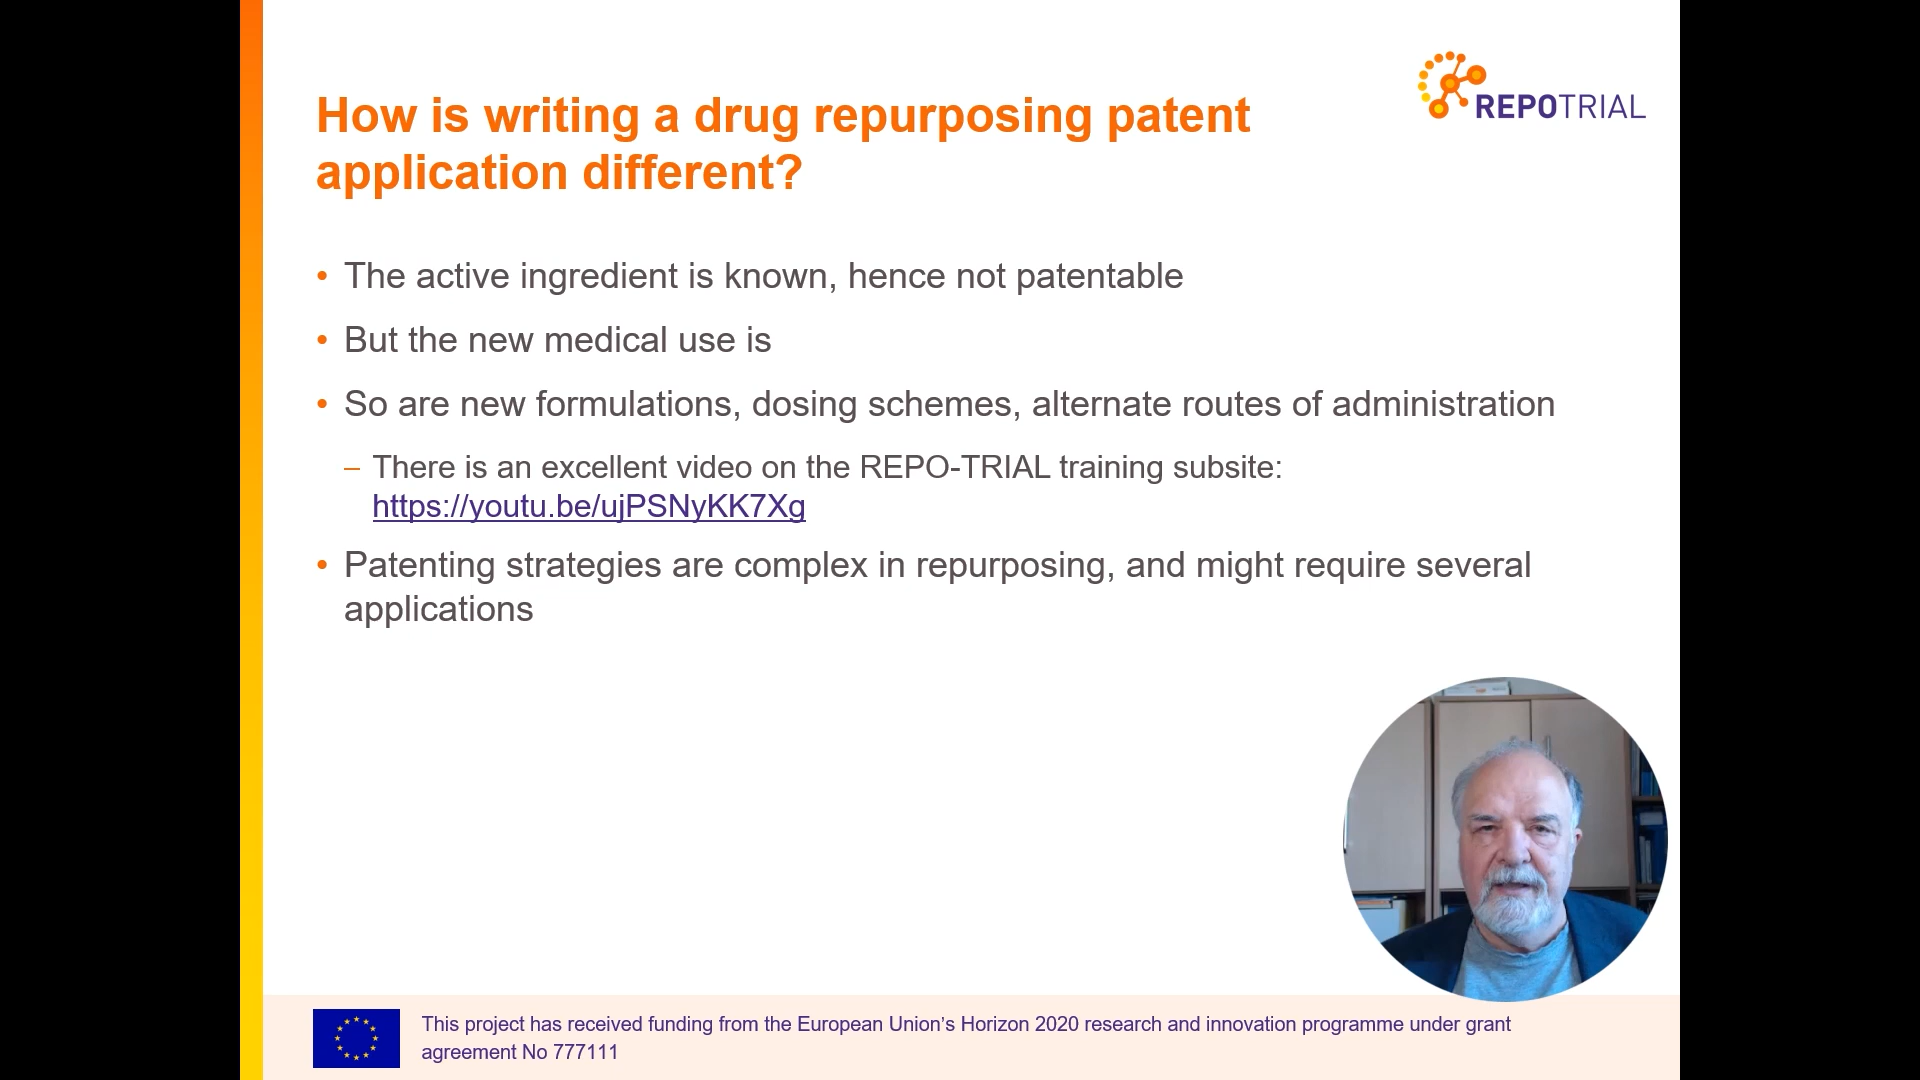 REPOTRIAL
How is writing a drug repurposing patent
application different?
• The active ingredient is known, hence not patentable
• But the new medical use is
• So are new formulations, dosing schemes, alternate routes of administration
– There is an excellent video on the REPO-TRIAL training subsite:
https://youtu.be/ujPSNyKK7Xg
• Patenting strategies are complex in repurposing, and might require several
applications
This project has received funding from the European Union’s Horizon 2020 research and innovation programme under grant
agreement No 777111